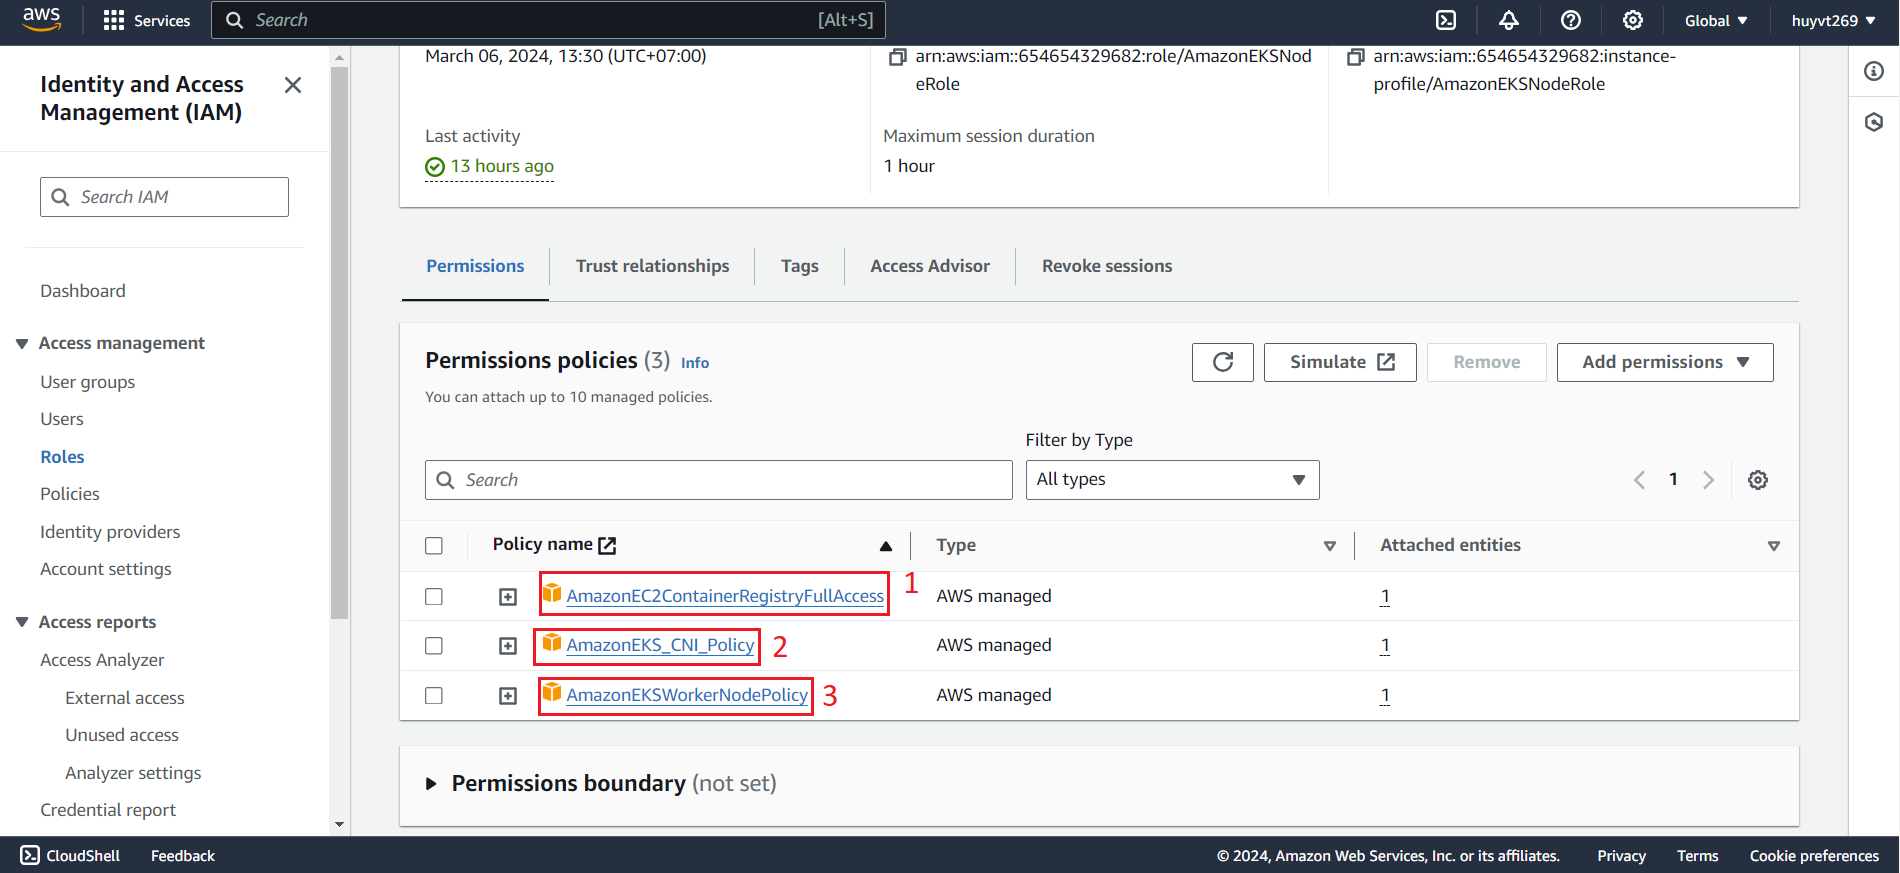 aws
Services
Search
[Alt+S]
Global
huyvt269
Identity and Access
Management (IAM)
Search IAM
Dashboard
Access management
User groups
Users
Roles
Policies
Identity providers
Account settings
Access reports
Access Analyzer
External access
Unused access
Analyzer settings
Credential report
March 06, 2024, 13:30 (UTC+07:00)
arn:aws:iam::654654329682:role/AmazonEKSNod
eRole
arn:aws:iam::654654329682:instance-
profile/AmazonEKSNodeRole
Last activity
13 hours ago
Maximum session duration
1 hour
Permissions
Trust relationships
Tags
Access Advisor
Revoke sessions
Permissions policies (3) Info
You can attach up to 10 managed policies.
Simulate
Remove
Add permissions
Filter by Type
Search
All types
1
Policy name
Type
Attached entities
AmazonEC2ContainerRegistryFullAccess 1
AWS managed
1
AmazonEKS_CNI_Policy 2
AWS managed
1
AmazonEKSWorkerNodePolicy 3
AWS managed
1
Permissions boundary (not set)
CloudShell
Feedback
© 2024, Amazon Web Services, Inc. or its affiliates.
Privacy
Terms
Cookie preferences